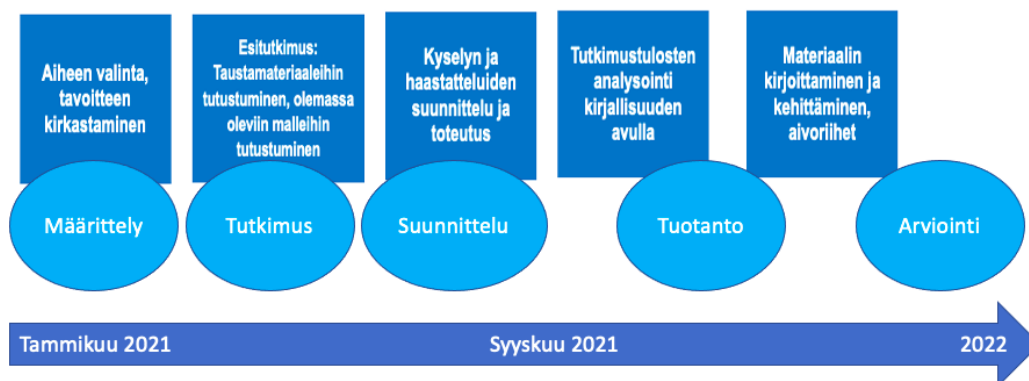 Aiheen valinta,
tavoitteen
kirkastaminen
Esitutkimus:
Taustamateriaaleihin
tutustuminen, olemassa
oleviin malleihin
tutustuminen
Kyselyn ja
haastatteluiden
suunnittelu ja
toteutus
Tutkimustulosten
analysointi
kirjallisuuden
avulla
Materiaalin
kirjoittaminen ja
kehittäminen,
aivoriihet
Määrittely
Tutkimus
Suunnittelu
Tuotanto
Arviointi
Tammikuu 2021
Syyskuu 2021
2022